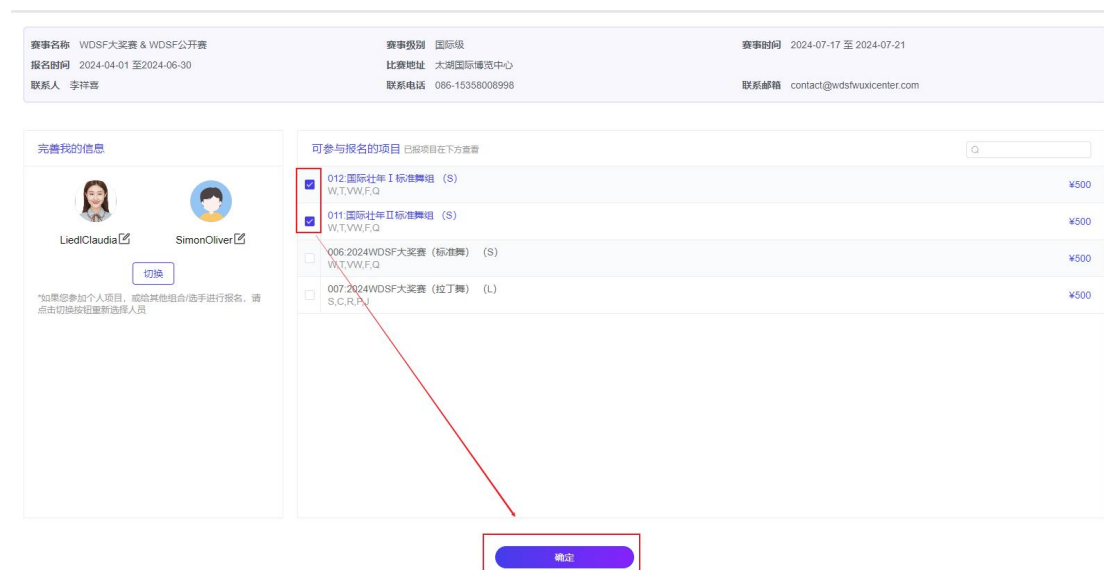 赛事名称 WDSF大奖赛 & WDSF公开赛 赛事级别 国际级 赛事时间 2024-07-17 至 2024-07-21
报名时间 2024-04-01 至2024-06-30 比赛地址 太湖国际博览中心
联系人 李祥喜 联系电话 086-15358008998 联系邮箱 contact@wdsfwuxicenter.com
完善我的信息
LiedlClaudia SimonOliver
切换
*如果您参加个人项目，或给其他组合/选手进行报名，请
点击切换按钮重新选择人员
可参与报名的项目 已报项目在下方查看
012:国际壮年Ⅰ标准舞组 （S） ¥500
W,T,VW,F,Q
011:国际壮年Ⅱ标准舞组 （S） ¥500
W,T,VW,F,Q
006:2024WDSF大奖赛（标准舞） （S） ¥500
W,T,VW,F,Q
007:2024WDSF大奖赛（拉丁舞） （L） ¥500
S,C,R,P,J
确定